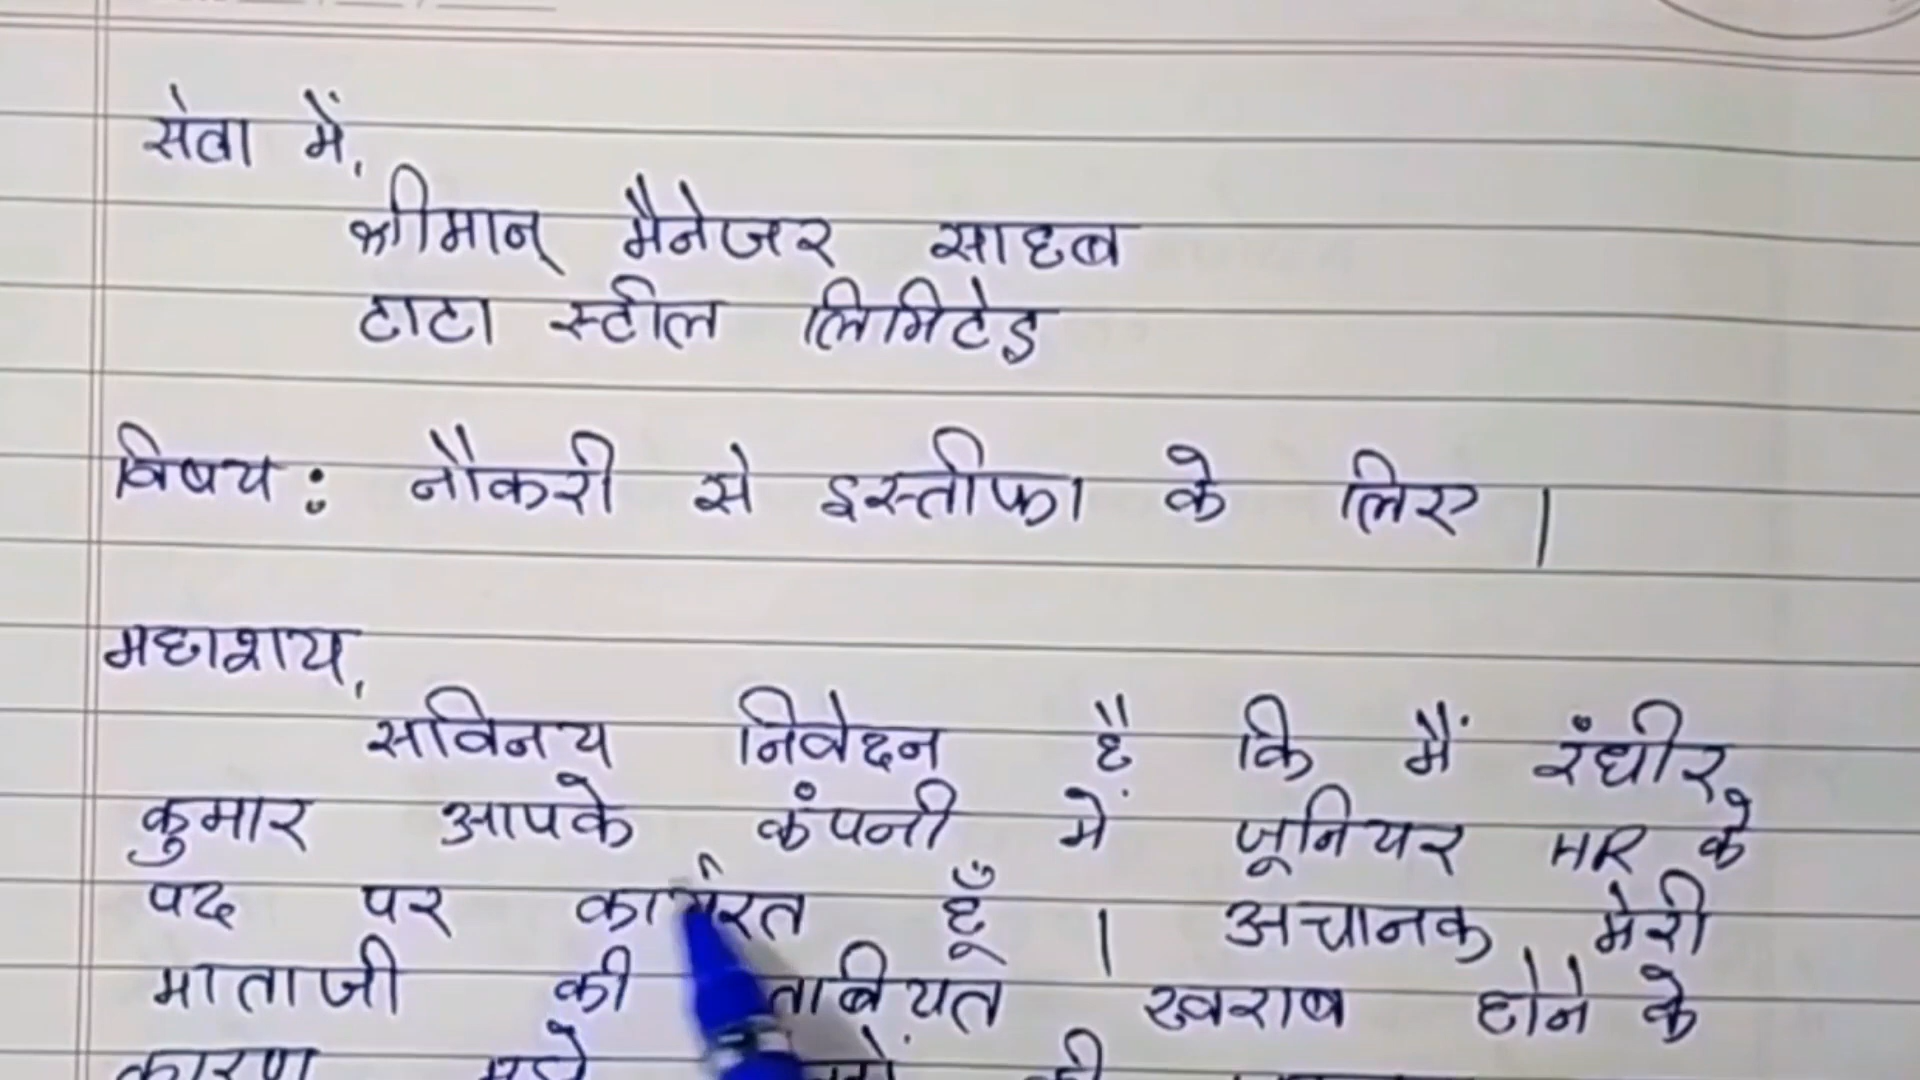 सेवा में,
श्रीमान् मैनेजर साहब
टाटा स्टील लिमिटेड
विषय : नौकरी से इस्तीफा के लिए |
महाशय,
सविनय निवेदन है कि मैं रंधीर
कुमार आपके कंपनी में जूनियर HR के
पद पर कार्यरत हूँ | अचानक मेरी
माताजी की ताबियत खराब होने के
कारण